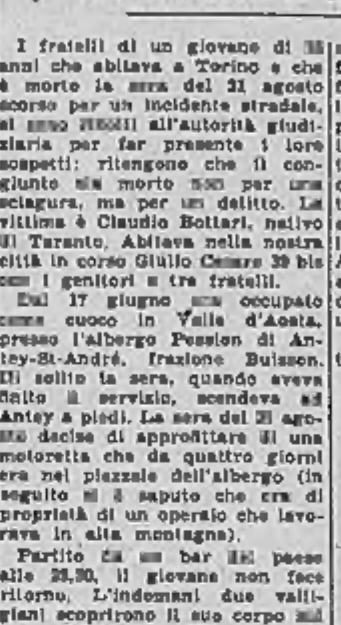 I fratelli di un giovane di
anni che abitava a Torino e che
è morto la sera del 21 agosto
scorso per un incidente stradale,
si sono rivolti all'autorità giudi-
ziaria per far presente i loro
sospetti: ritengono che il con-
giunto sia morto non per una
sciagura, ma per un delitto. La
vittima è Claudio Bottari, nativo
di Taranto. Abitava nella nostra
città in corso Giulio Cesare 39 bis
con i genitori e tre fratelli.
Dal 17 giugno era occupato
come cuoco in Valle d'Aosta,
presso l'albergo Pession di An-
tey-St-André, frazione Buisson.
Di solito la sera, quando aveva
finito il servizio, scendeva ad
Antey a piedi. La sera del 21 ago-
sto decise di approfittare di una
motoretta che da quattro giorni
era nel piazzale dell'albergo (in
seguito si è saputo che era di
proprietà di un operaio che lavo-
rava in alta montagna).
Partito da un bar del paese
alle il giovane non fece
ritorno. L'indomani due valli-
giani scoprirono il suo corpo